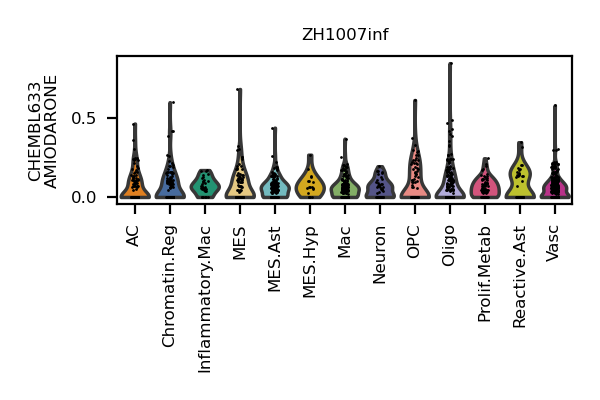 ZH1007inf
CHEMBL633
AMIODARONE
0.5
0.0
AC
Chromatin.Reg
Inflammatory.Mac
MES
MES.Ast
MES.Hyp
Mac
Neuron
OPC
Oligo
Prolif.Metab
Reactive.Ast
Vasc